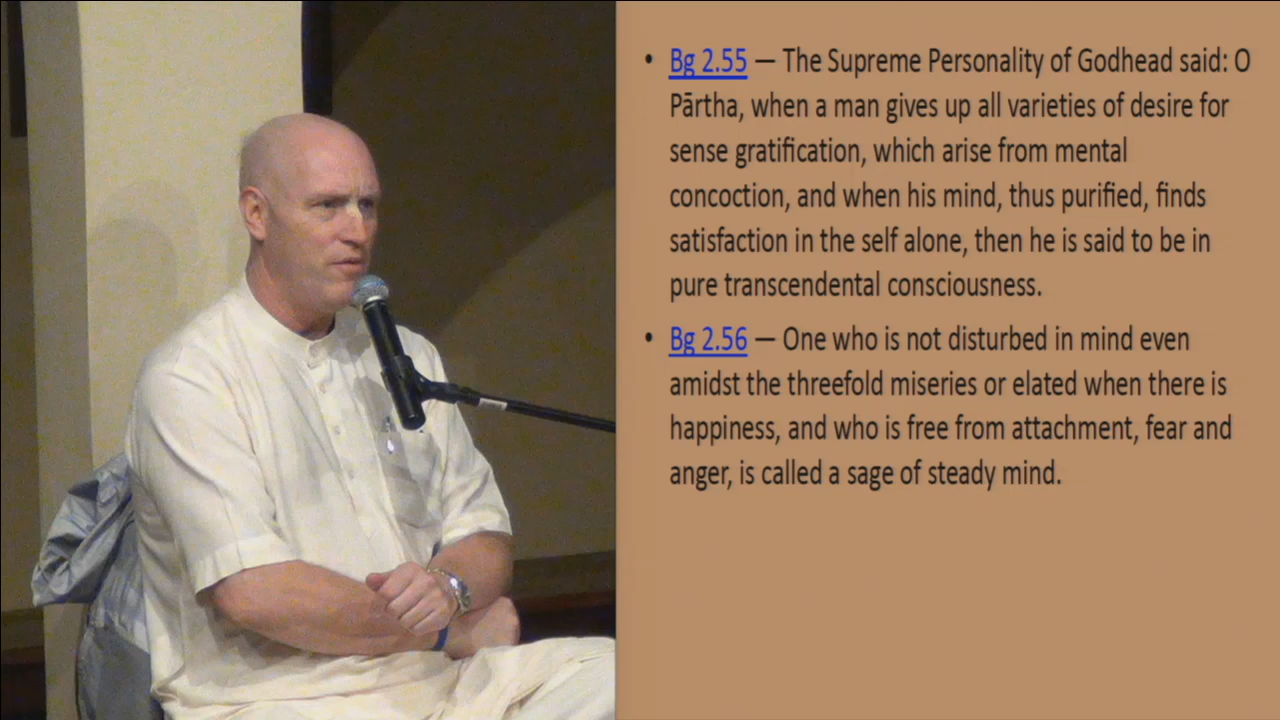 • Bg 2.55 — The Supreme Personality of Godhead said: O
Pārtha, when a man gives up all varieties of desire for
sense gratification, which arise from mental
concoction, and when his mind, thus purified, finds
satisfaction in the self alone, then he is said to be in
pure transcendental consciousness.
• Bg 2.56 — One who is not disturbed in mind even
amidst the threefold miseries or elated when there is
happiness, and who is free from attachment, fear and
anger, is called a sage of steady mind.